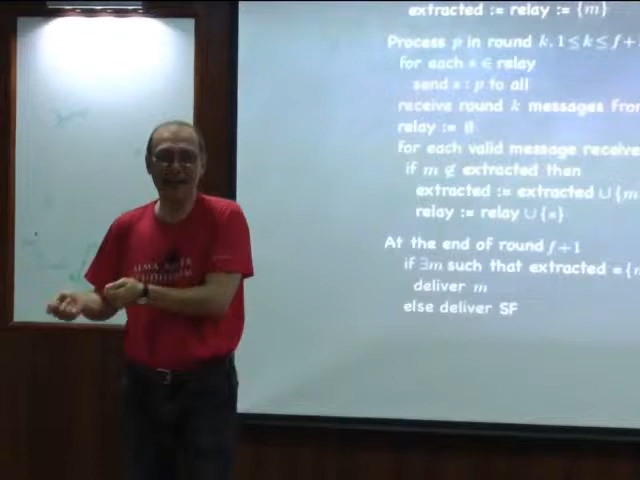 extracted := relay := {m}
Process p in round k, 1 ≤ k ≤ f+
for each s ∈ relay
send s : p to all
receive round k messages from
relay := ∅
for each valid message receive
if m ∉ extracted then
extracted := extracted ∪ {m
relay := relay ∪ {s}
At the end of round f+1
if ∃m such that extracted = {m
deliver m
else deliver SF